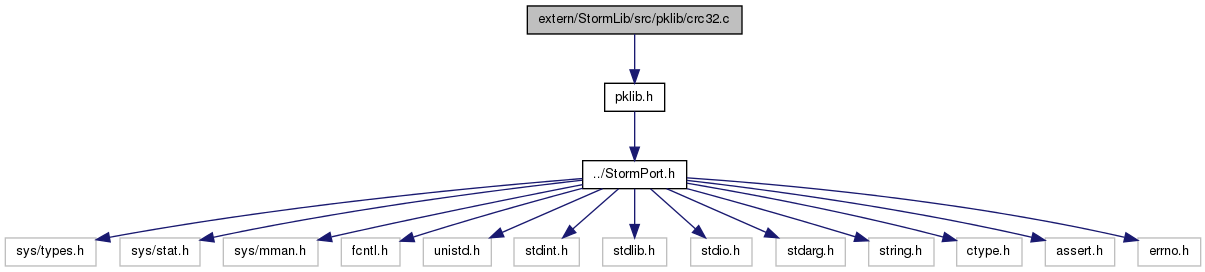 extern/StormLib/src/pklib/crc32.c
pklib.h
../StormPort.h
sys/types.h
sys/stat.h
sys/mman.h
fcntl.h
unistd.h
stdint.h
stdlib.h
stdio.h
stdarg.h
string.h
ctype.h
assert.h
errno.h